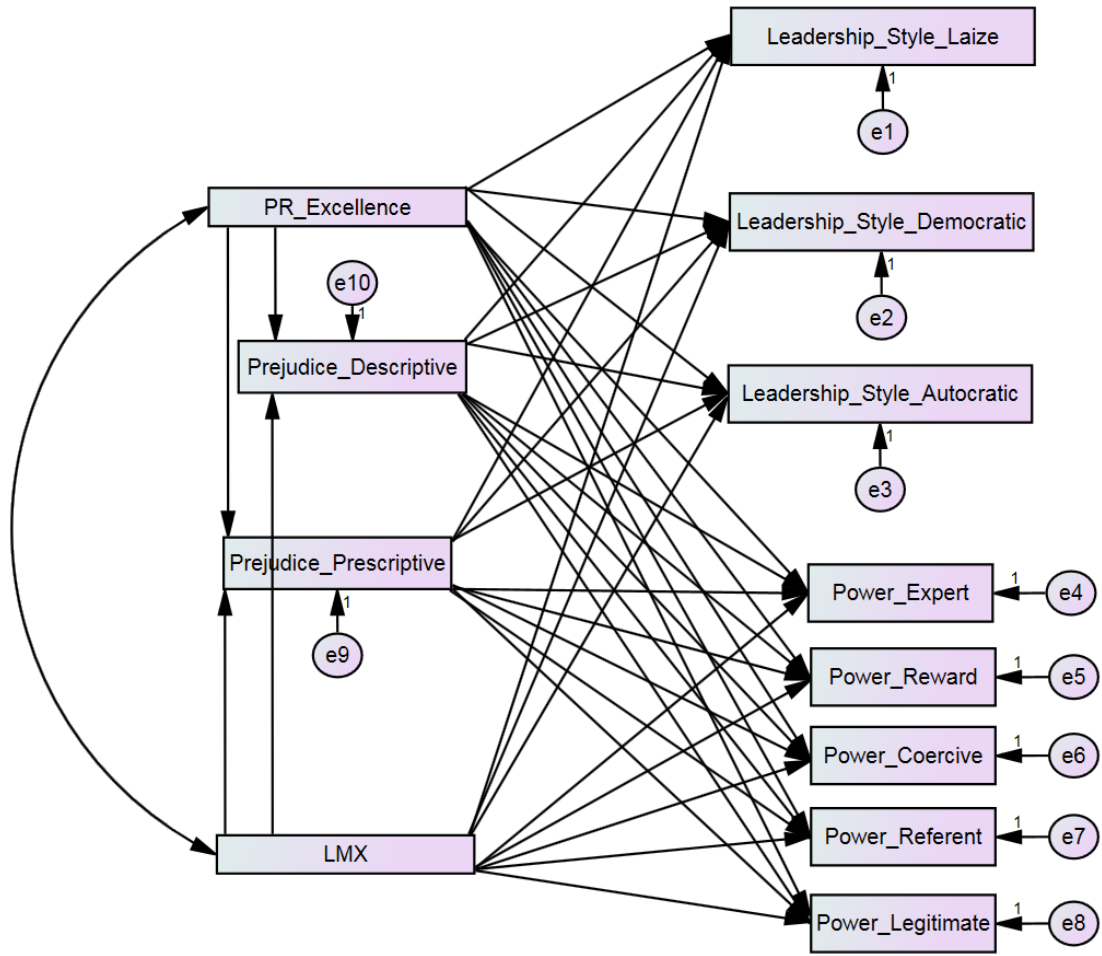 Leadership_Style_Laize
1
e1
PR_Excellence
Leadership_Style_Democratic
1
e2
e10
1
Prejudice_Descriptive
Leadership_Style_Autocratic
1
e3
Prejudice_Prescriptive
1
e9
Power_Expert
1
e4
Power_Reward
1
e5
Power_Coercive
1
e6
Power_Referent
1
e7
LMX
Power_Legitimate
1
e8